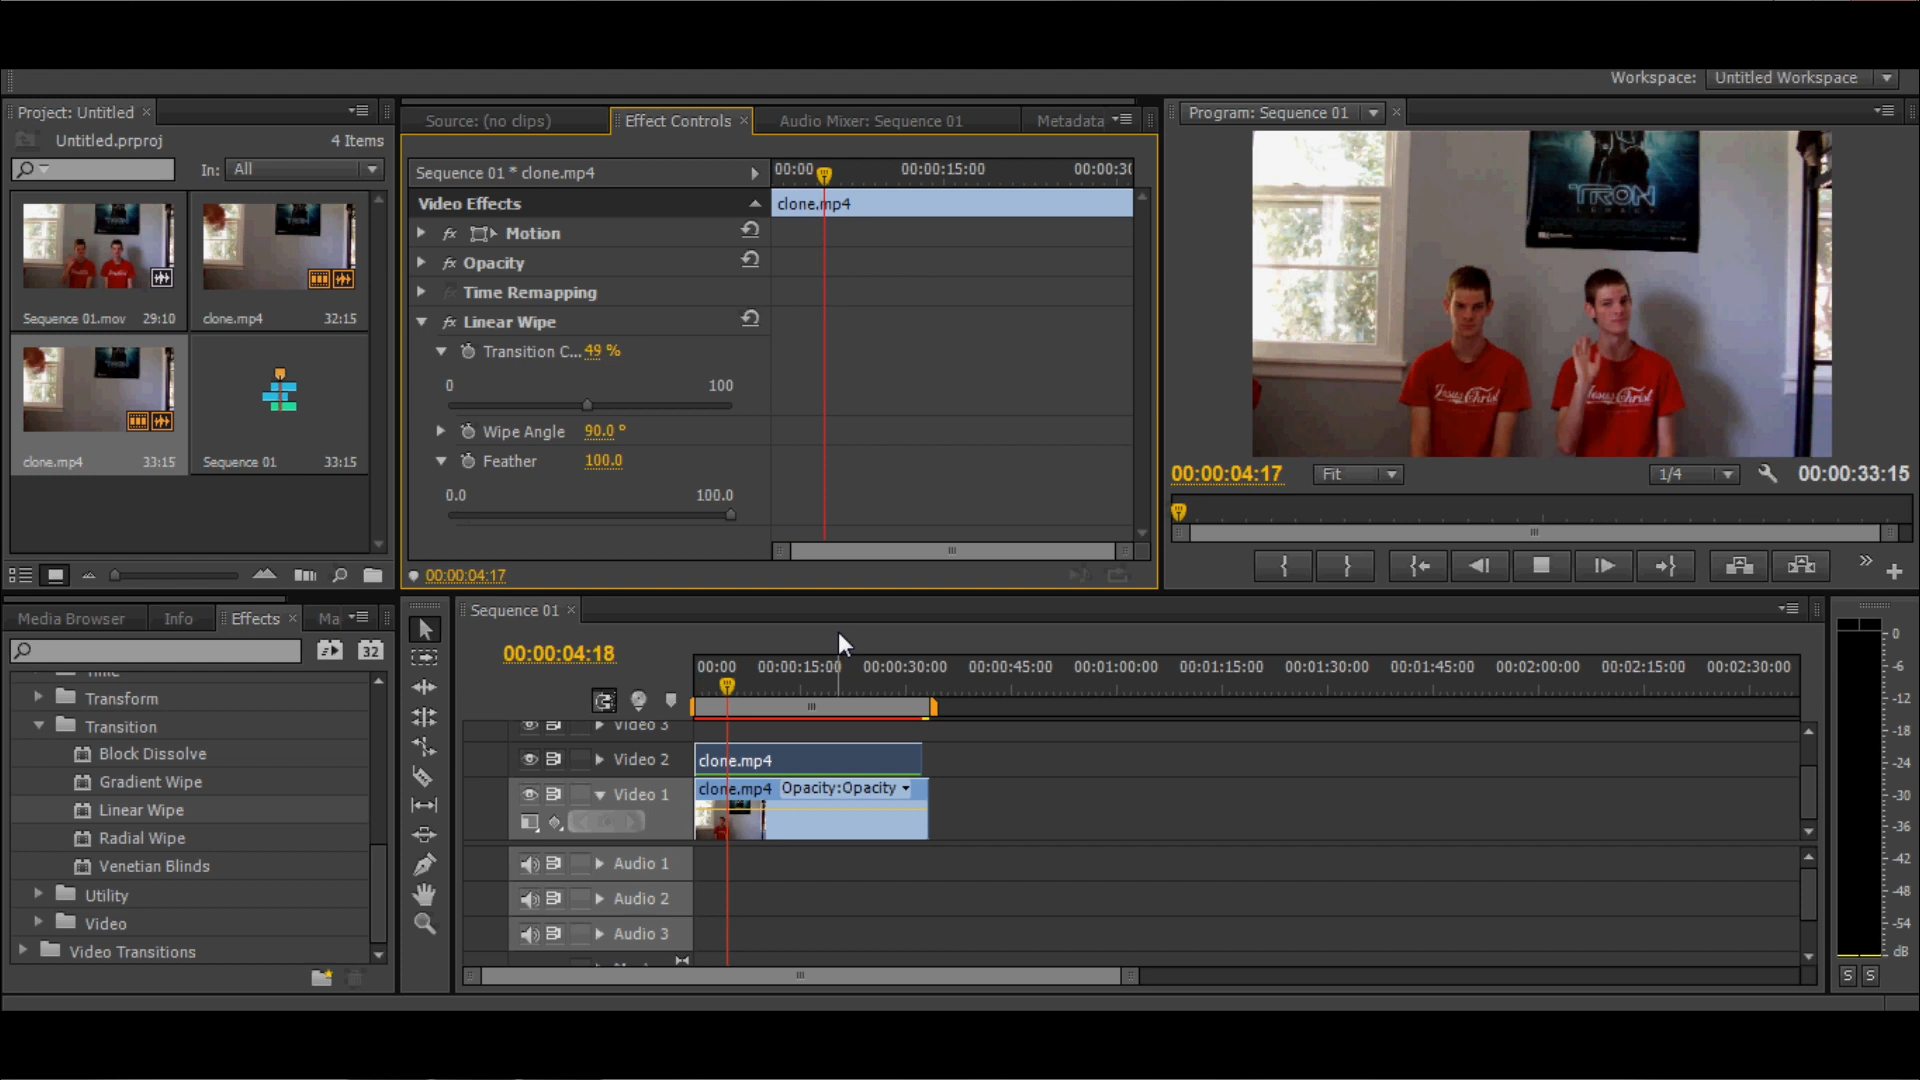 Workspace: Untitled Workspace
Project: Untitled
Untitled.prproj 4 Items
In: All
Sequence 01.mov 29:10
clone.mp4 32:15
clone.mp4 33:15
Sequence 01 33:15
Source: (no clips)
Effect Controls
Audio Mixer: Sequence 01
Metadata
Sequence 01 * clone.mp4
00:00 00:00:15:00 00:00:30
Video Effects
clone.mp4
fx Motion
fx Opacity
Time Remapping
fx Linear Wipe
Transition C... 49 %
0 100
Wipe Angle 90.0 °
Feather 100.0
0.0 100.0
00:00:04:17
Program: Sequence 01
TRON
LEGACY
Jesus Christ
Jesus Christ
00:00:04:17 Fit 1/4 00:00:33:15
Media Browser Info Effects Ma
32
Transform
Transition
Block Dissolve
Gradient Wipe
Linear Wipe
Radial Wipe
Venetian Blinds
Utility
Video
Video Transitions
Sequence 01
00:00:04:18
00:00 00:00:15:00 00:00:30:00 00:00:45:00 00:01:00:00 00:01:15:00 00:01:30:00 00:01:45:00 00:02:00:00 00:02:15:00 00:02:30:00
Video 3
Video 2 clone.mp4
Video 1 clone.mp4 Opacity:Opacity
Audio 1
Audio 2
Audio 3
0
-6
-12
-18
-24
-30
-36
-42
-48
-54
dB
S S